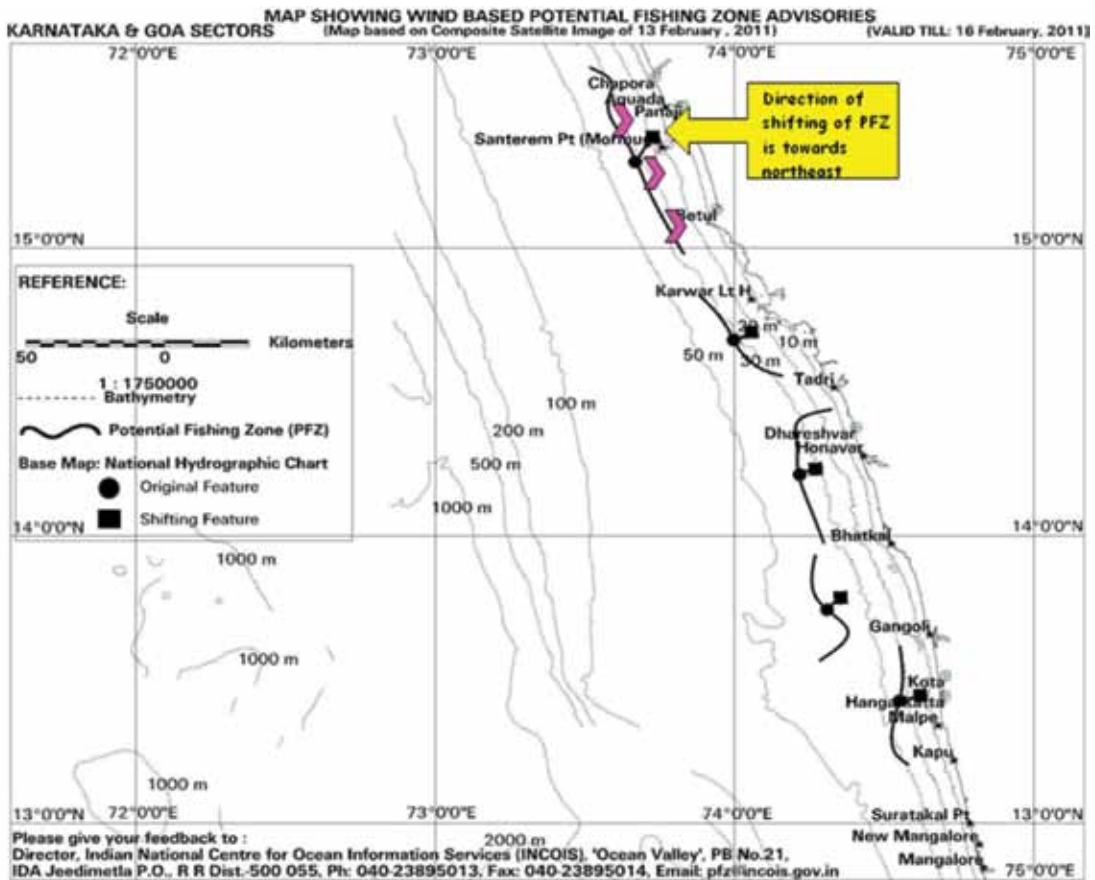 MAP SHOWING WIND BASED POTENTIAL FISHING ZONE ADVISORIES
KARNATAKA & GOA SECTORS
(Map based on Composite Satellite Image of 13 February , 2011)
(VALID TILL: 16 February, 2011)
72°0'0"E
73°0'0"E
74°0'0"E
75°0'0"E
Chapora
Aguada
Panaji
Santerem Pt (Mormug
Direction of
shifting of PFZ
is towards
northeast
Betul
15°0'0"N
15°0'0"N
REFERENCE:
Scale
Kilometers
50
0
1 : 1750000
Bathymetry
Potential Fishing Zone (PFZ)
Base Map: National Hydrographic Chart
Original Feature
Shifting Feature
Karwar Lt H
20 m
10 m
50 m
30 m
Tadri
100 m
200 m
500 m
1000 m
Dhareshvar
Honavar
14°0'0"N
14°0'0"N
Bhatkal
1000 m
Gangoli
1000 m
Kota
Hangarkatta
Malpe
Kapu
1000 m
Suratakal Pt
New Mangalore
Mangalore
13°0'0"N
72°0'0"E
73°0'0"E
74°0'0"E
13°0'0"N
2000 m
75°0'0"E
Please give your feedback to :
Director, Indian National Centre for Ocean Information Services (INCOIS), 'Ocean Valley', PB No.21,
IDA Jeedimetla P.O., R R Dist.-500 055, Ph: 040-23895013, Fax: 040-23895014, Email: pfz@incois.gov.in